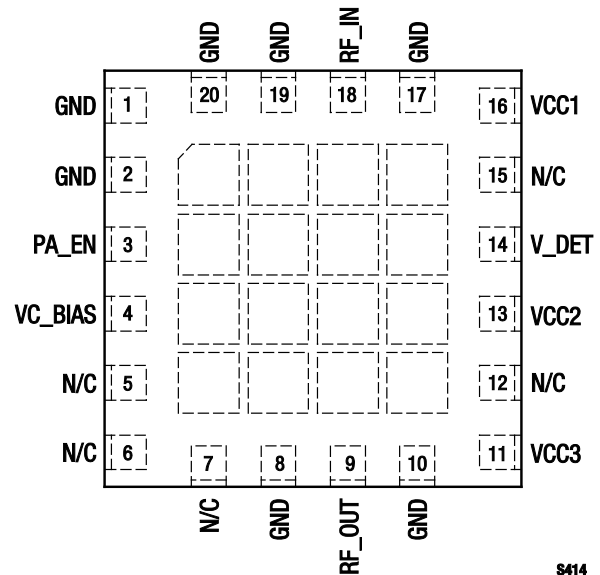 GND GND RF_IN GND
20 19 18 17
GND 1 16 VCC1
GND 2 15 N/C
PA_EN 3 14 V_DET
VC_BIAS 4 13 VCC2
N/C 5 12 N/C
N/C 6 11 VCC3
7 8 9 10
N/C GND RF_OUT GND
S414